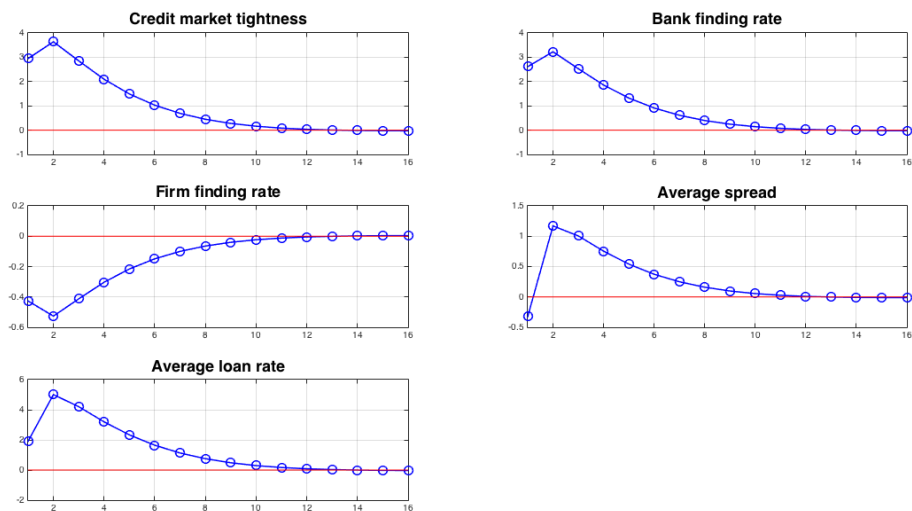 Credit market tightness
4
3
2
1
0
-1
2 4 6 8 10 12 14 16
Bank finding rate
4
3
2
1
0
-1
2 4 6 8 10 12 14 16
Firm finding rate
0.2
0
-0.2
-0.4
-0.6
2 4 6 8 10 12 14 16
Average spread
1.5
1
0.5
0
-0.5
2 4 6 8 10 12 14 16
Average loan rate
6
4
2
0
-2
2 4 6 8 10 12 14 16